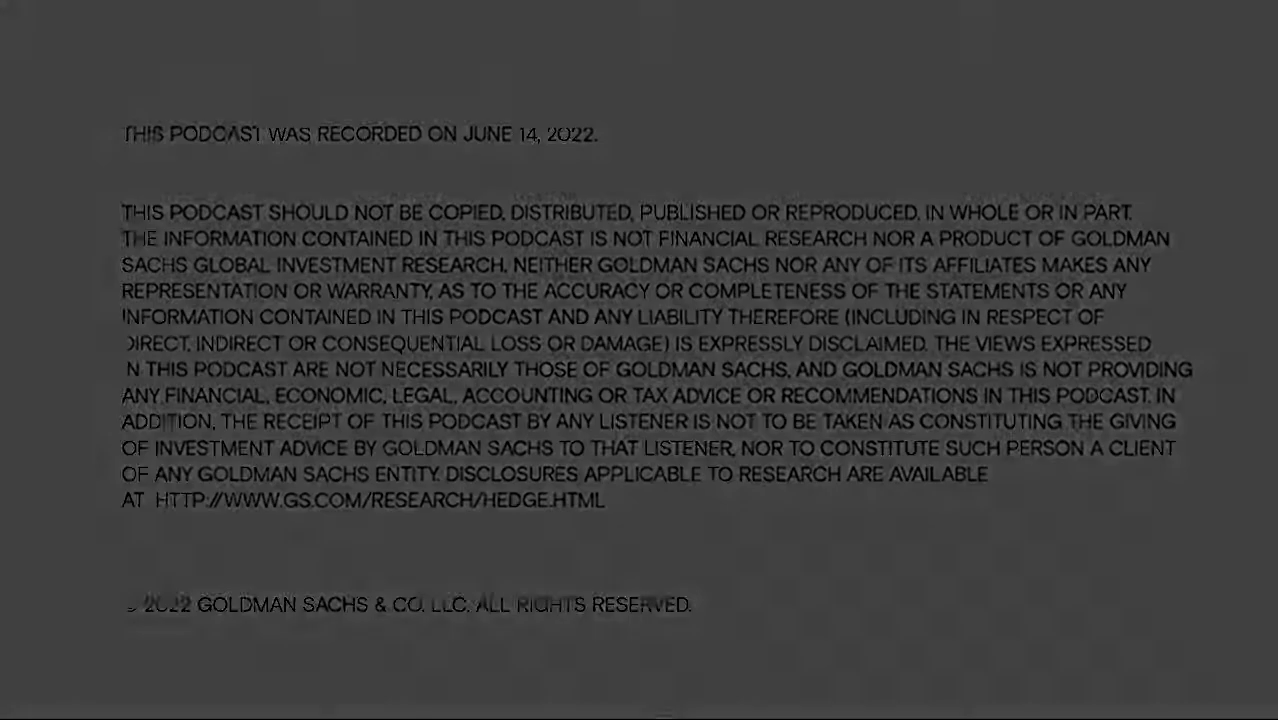 THIS PODCAST WAS RECORDED ON JUNE 14, 2022.
THIS PODCAST SHOULD NOT BE COPIED, DISTRIBUTED, PUBLISHED OR REPRODUCED, IN WHOLE OR IN PART.
THE INFORMATION CONTAINED IN THIS PODCAST IS NOT FINANCIAL RESEARCH NOR A PRODUCT OF GOLDMAN
SACHS GLOBAL INVESTMENT RESEARCH. NEITHER GOLDMAN SACHS NOR ANY OF ITS AFFILIATES MAKES ANY
REPRESENTATION OR WARRANTY, AS TO THE ACCURACY OR COMPLETENESS OF THE STATEMENTS OR ANY
INFORMATION CONTAINED IN THIS PODCAST AND ANY LIABILITY THEREFORE (INCLUDING IN RESPECT OF
DIRECT, INDIRECT OR CONSEQUENTIAL LOSS OR DAMAGE) IS EXPRESSLY DISCLAIMED. THE VIEWS EXPRESSED
IN THIS PODCAST ARE NOT NECESSARILY THOSE OF GOLDMAN SACHS, AND GOLDMAN SACHS IS NOT PROVIDING
ANY FINANCIAL, ECONOMIC, LEGAL, ACCOUNTING OR TAX ADVICE OR RECOMMENDATIONS IN THIS PODCAST. IN
ADDITION, THE RECEIPT OF THIS PODCAST BY ANY LISTENER IS NOT TO BE TAKEN AS CONSTITUTING THE GIVING
OF INVESTMENT ADVICE BY GOLDMAN SACHS TO THAT LISTENER, NOR TO CONSTITUTE SUCH PERSON A CLIENT
OF ANY GOLDMAN SACHS ENTITY. DISCLOSURES APPLICABLE TO RESEARCH ARE AVAILABLE
AT HTTP://WWW.GS.COM/RESEARCH/HEDGE.HTML
© 2022 GOLDMAN SACHS & CO. LLC. ALL RIGHTS RESERVED.